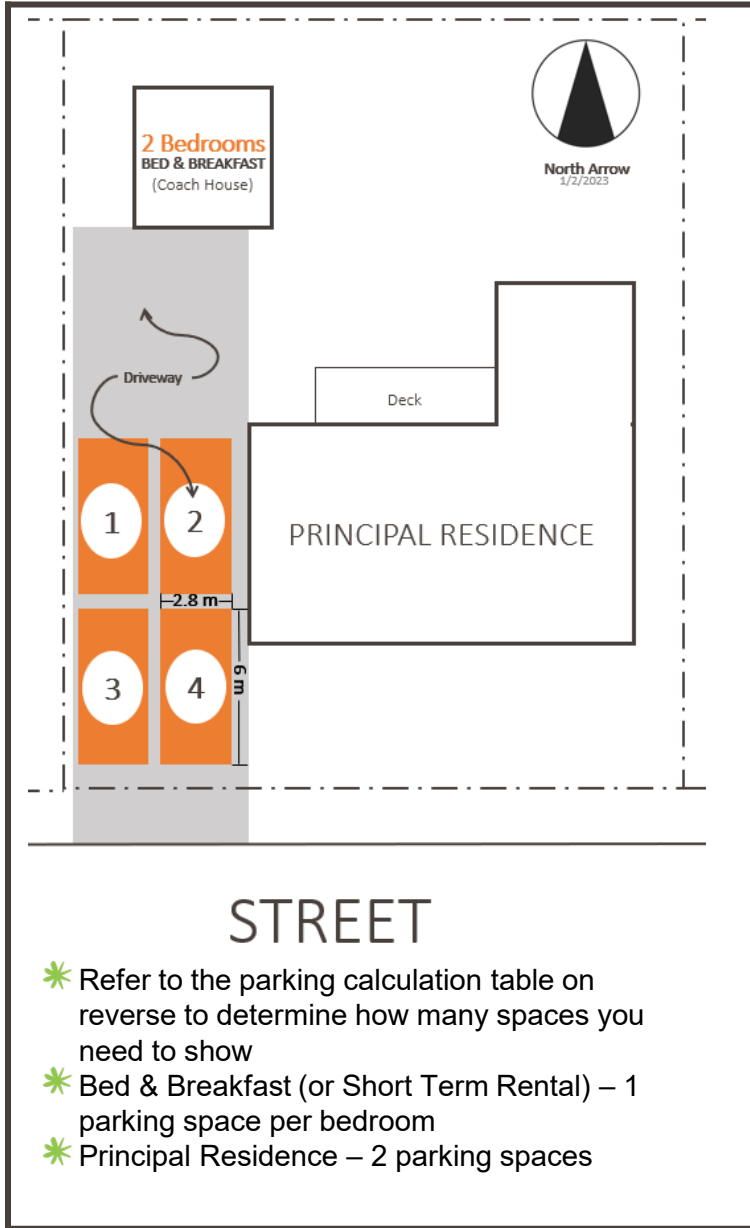 2 Bedrooms
BED & BREAKFAST
(Coach House)
North Arrow
1/2/2023
Driveway
Deck
1
2
PRINCIPAL RESIDENCE
2.8 m
3
4
6 m
STREET
Refer to the parking calculation table on
reverse to determine how many spaces you
need to show
Bed & Breakfast (or Short Term Rental) – 1
parking space per bedroom
Principal Residence – 2 parking spaces